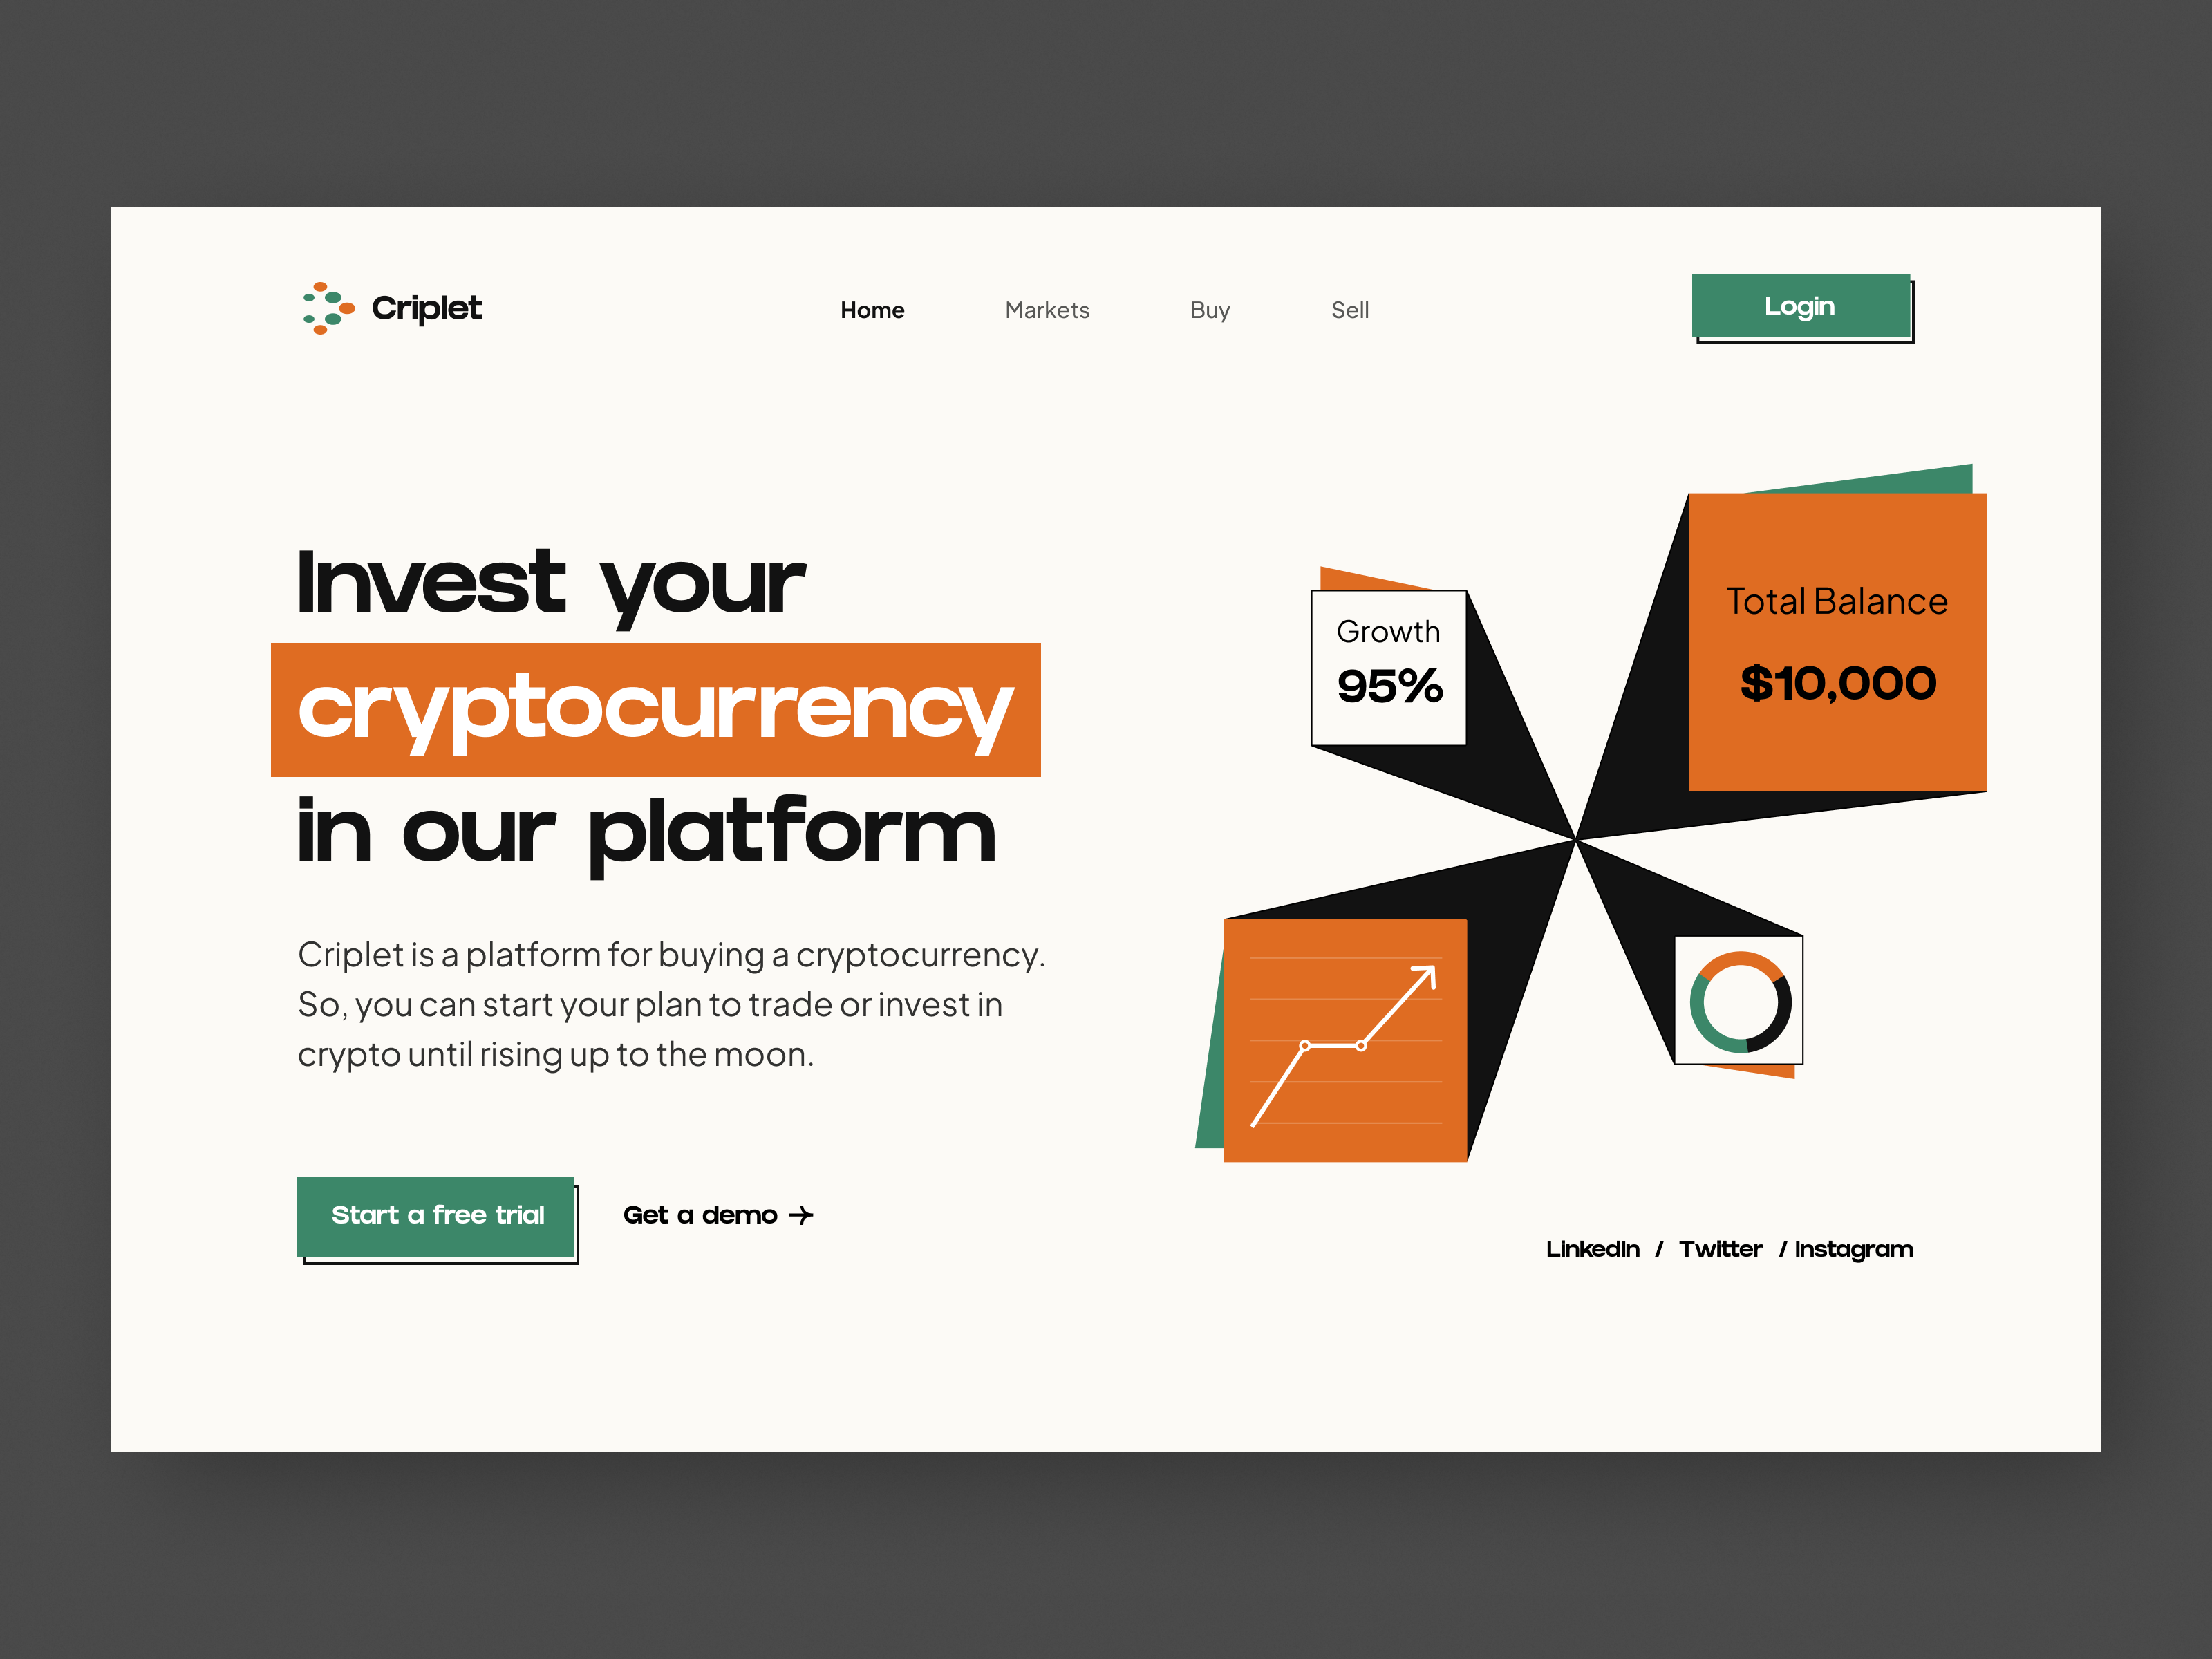 Criplet
Home
Markets
Buy
Sell
Login
Invest your
cryptocurrency
in our platform
Criplet is a platform for buying a cryptocurrency.
So, you can start your plan to trade or invest in
crypto until rising up to the moon.
Start a free trial
Get a demo →
Growth
95%
Total Balance
$10,000
LinkedIn / Twitter / Instagram